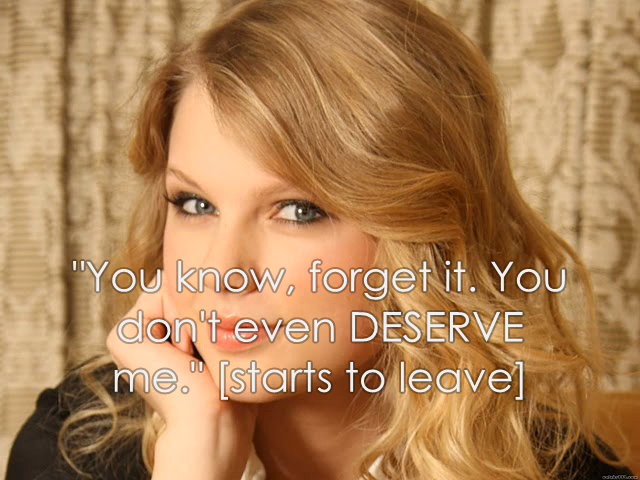 "You know, forget it. You
don't even DESERVE
me." [starts to leave]